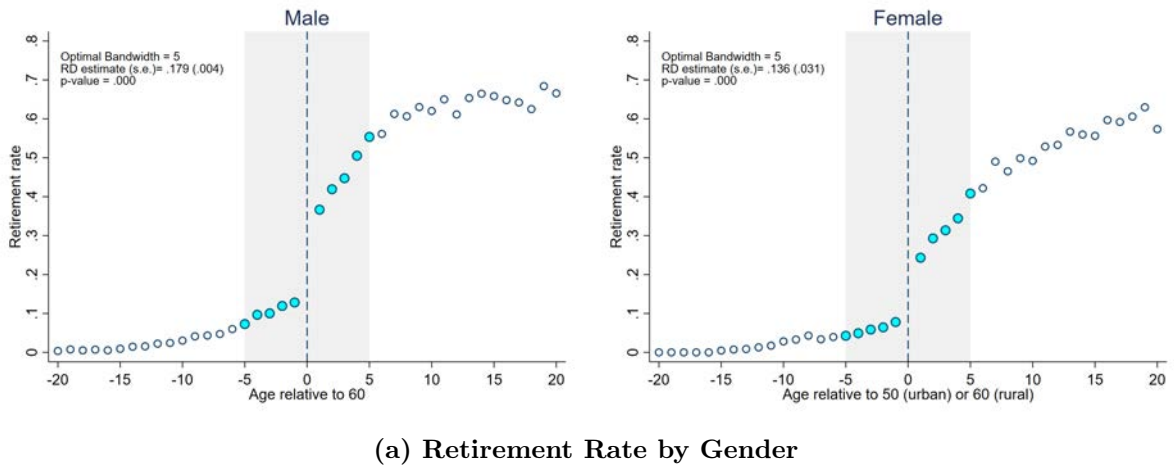 Male
Optimal Bandwidth = 5
RD estimate (s.e.)= .179 (.004)
p-value = .000
Retirement rate
.8
.7
.6
.5
.4
.3
.2
.1
0
-20 -15 -10 -5 0 5 10 15 20
Age relative to 60
Female
Optimal Bandwidth = 5
RD estimate (s.e.)= .136 (.031)
p-value = .000
Retirement rate
.8
.7
.6
.5
.4
.3
.2
.1
0
-20 -15 -10 -5 0 5 10 15 20
Age relative to 50 (urban) or 60 (rural)
(a) Retirement Rate by Gender